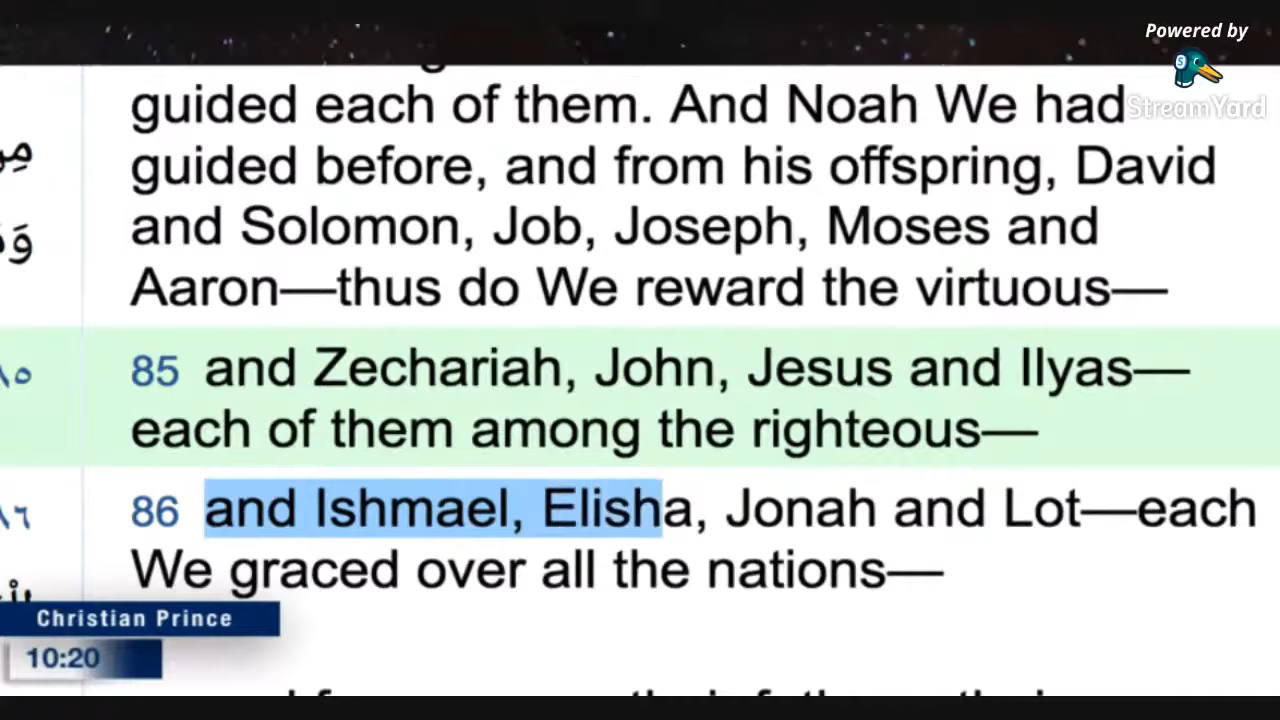 Powered by
StreamYard
guided each of them. And Noah We had
guided before, and from his offspring, David
and Solomon, Job, Joseph, Moses and
Aaron—thus do We reward the virtuous—
85 and Zechariah, John, Jesus and Ilyas—
each of them among the righteous—
86 and Ishmael, Elisha, Jonah and Lot—each
We graced over all the nations—
Christian Prince
10:20